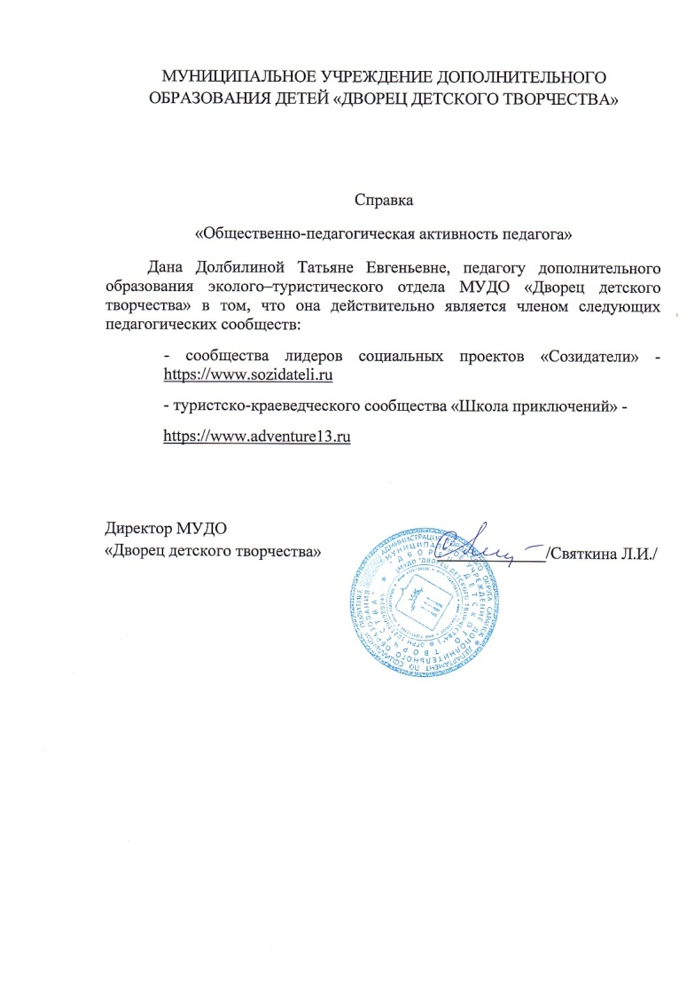 МУНИЦИПАЛЬНОЕ УЧРЕЖДЕНИЕ ДОПОЛНИТЕЛЬНОГО
ОБРАЗОВАНИЯ ДЕТЕЙ «ДВОРЕЦ ДЕТСКОГО ТВОРЧЕСТВА»
Справка
«Общественно-педагогическая активность педагога»
Дана Долбилиной Татьяне Евгеньевне, педагогу дополнительного
образования эколого–туристического отдела МУДО «Дворец детского
творчества» в том, что она действительно является членом следующих
педагогических сообществ:
- сообщества лидеров социальных проектов «Созидатели» -
https://www.sozidateli.ru
- туристско-краеведческого сообщества «Школа приключений» -
https://www.adventure13.ru
Директор МУДО
«Дворец детского творчества» /Святкина Л.И./